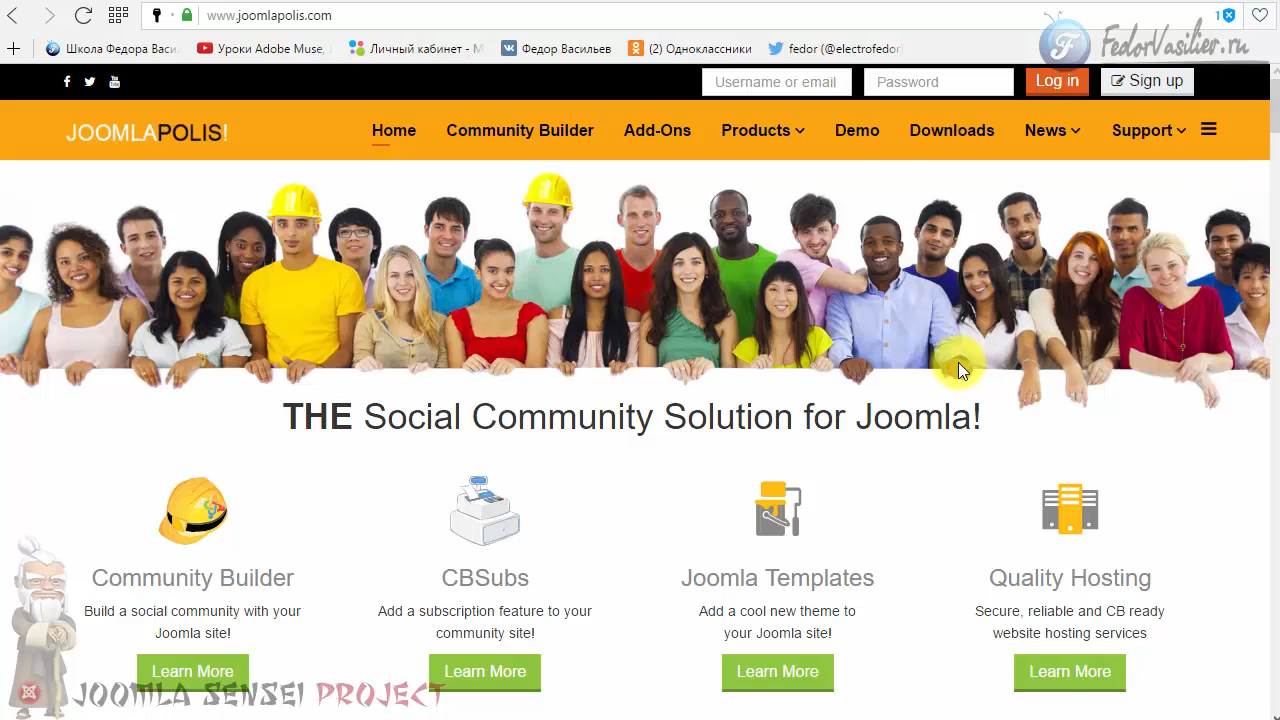 www.joomlapolis.com
1
Школа Федора Васи.
Уроки Adobe Muse,
Личный кабинет - М
Федор Васильев
(2) Одноклассники
fedor (@electrofedor)
FedorVasilier.ru
Username or email
Password
Log in
Sign up
JOOMLAPOLIS!
Home
Community Builder
Add-Ons
Products
Demo
Downloads
News
Support
THE Social Community Solution for Joomla!
Community Builder
Build a social community with your
Joomla site!
Learn More
CBSubs
Add a subscription feature to your
community site!
Learn More
Joomla Templates
Add a cool new theme to
your Joomla site!
Learn More
Quality Hosting
Secure, reliable and CB ready
website hosting services
Learn More
JOOMLA SENSEI PROJECT